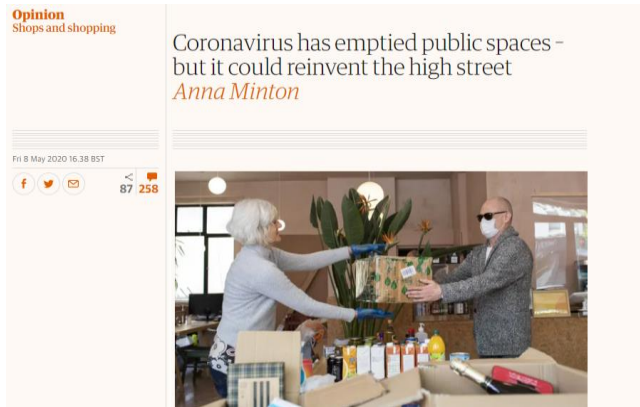 Opinion
Shops and shopping
Coronavirus has emptied public spaces –
but it could reinvent the high street
Anna Minton
Fri 8 May 2020 16.38 BST
87 258